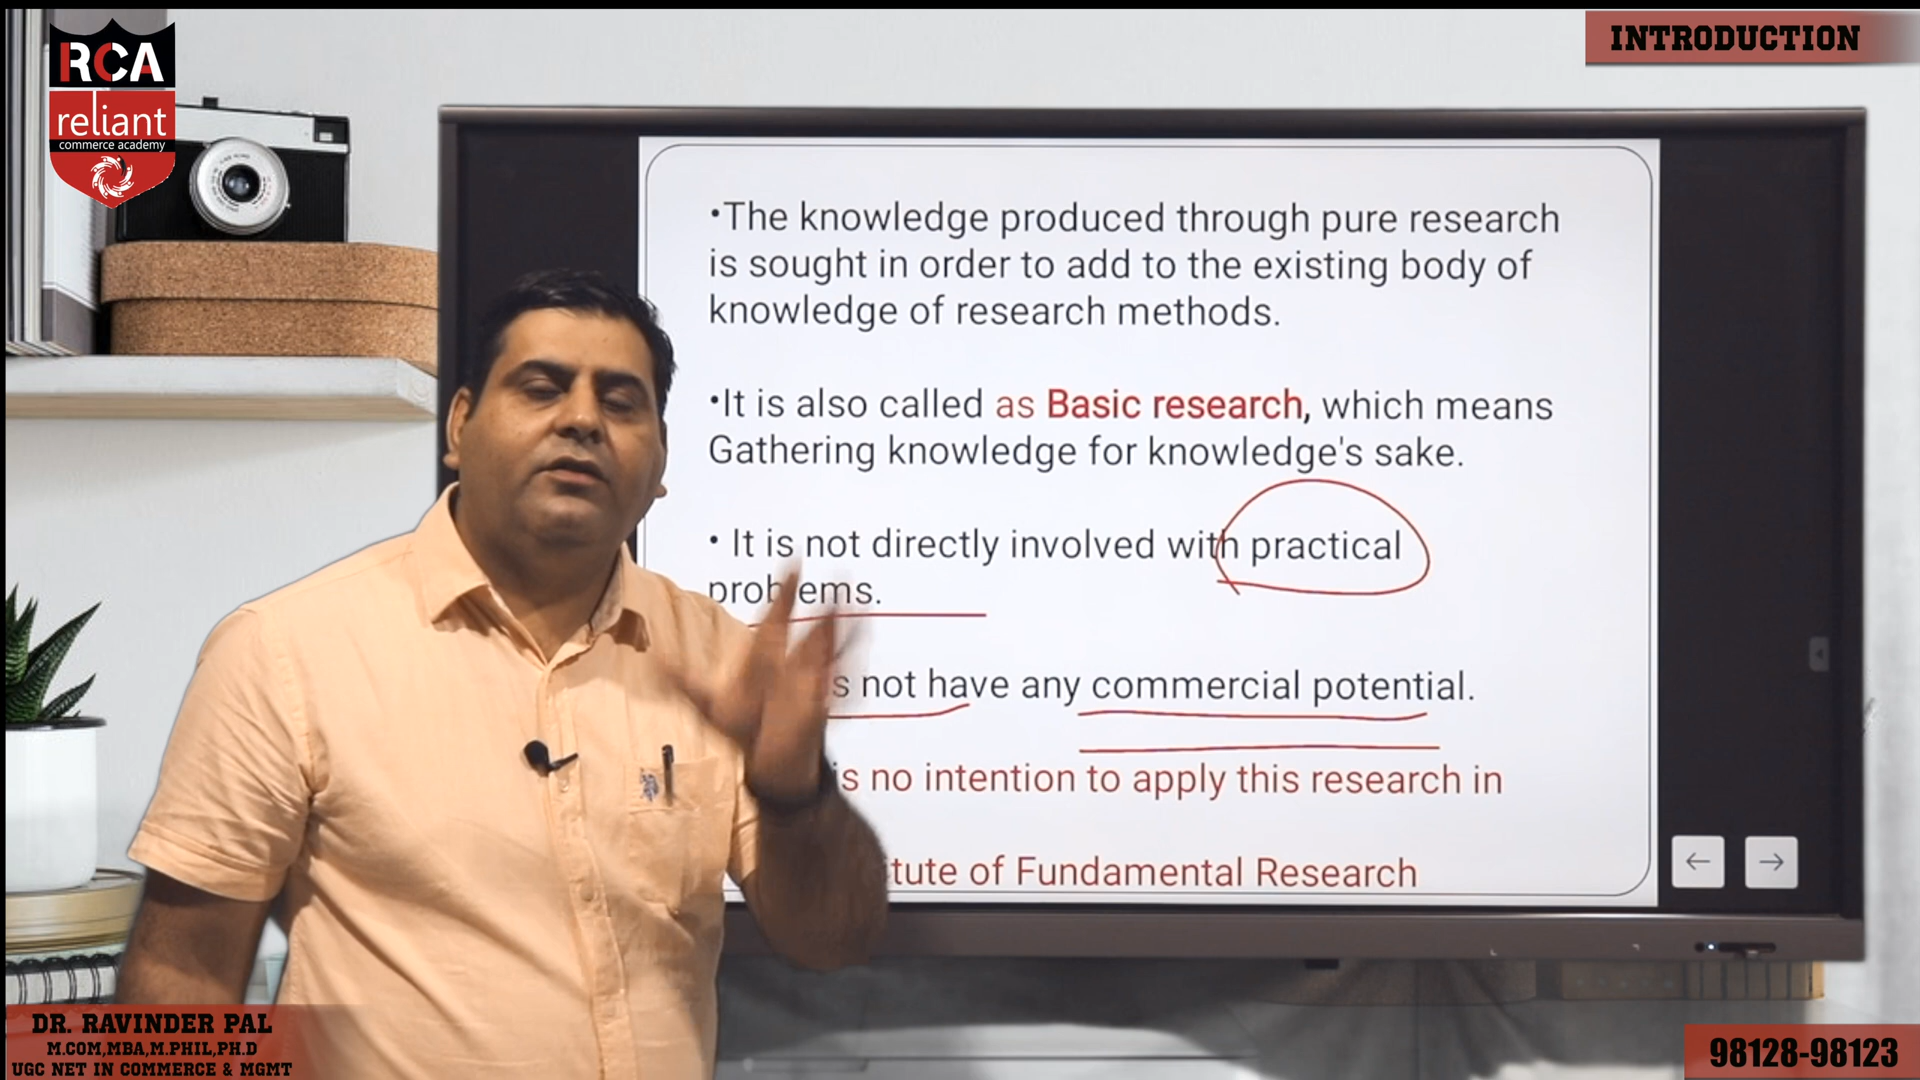 RCA
reliant
commerce academy
INTRODUCTION
•The knowledge produced through pure research
is sought in order to add to the existing body of
knowledge of research methods.
•It is also called as Basic research, which means
Gathering knowledge for knowledge's sake.
• It is not directly involved with practical
problems.
not have any commercial potential.
is no intention to apply this research in
of Fundamental Research
DR. RAVINDER PAL
M.COM,MBA,M.PHIL,PH.D
UGC NET IN COMMERCE & MGMT
98128-98123